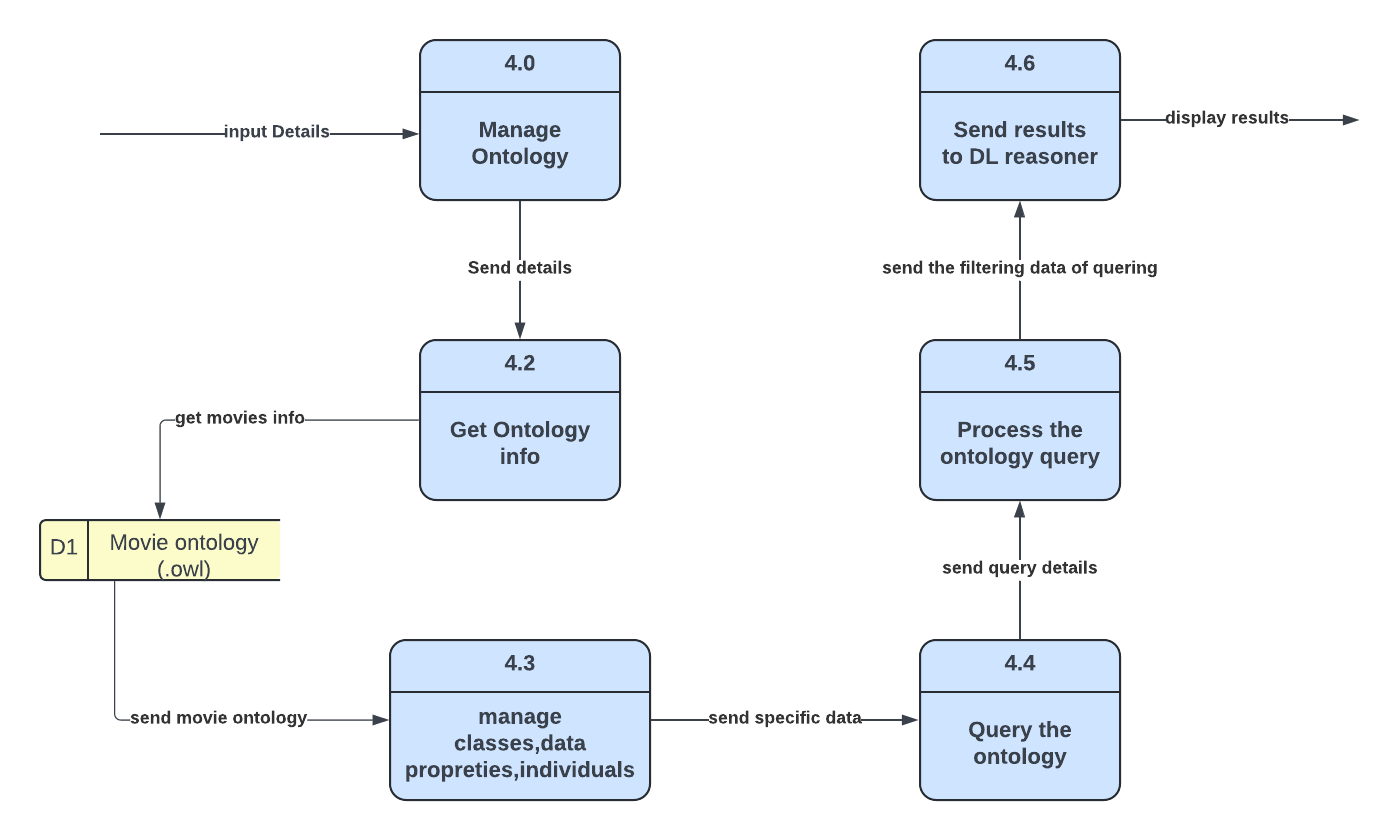 4.0
Manage
Ontology
input Details
Send details
4.2
Get Ontology
info
get movies info
D1
Movie ontology
(.owl)
send movie ontology
4.3
manage
classes,data
propreties,individuals
send specific data
4.4
Query the
ontology
send query details
4.5
Process the
ontology query
send the filtering data of quering
4.6
Send results
to DL reasoner
display results